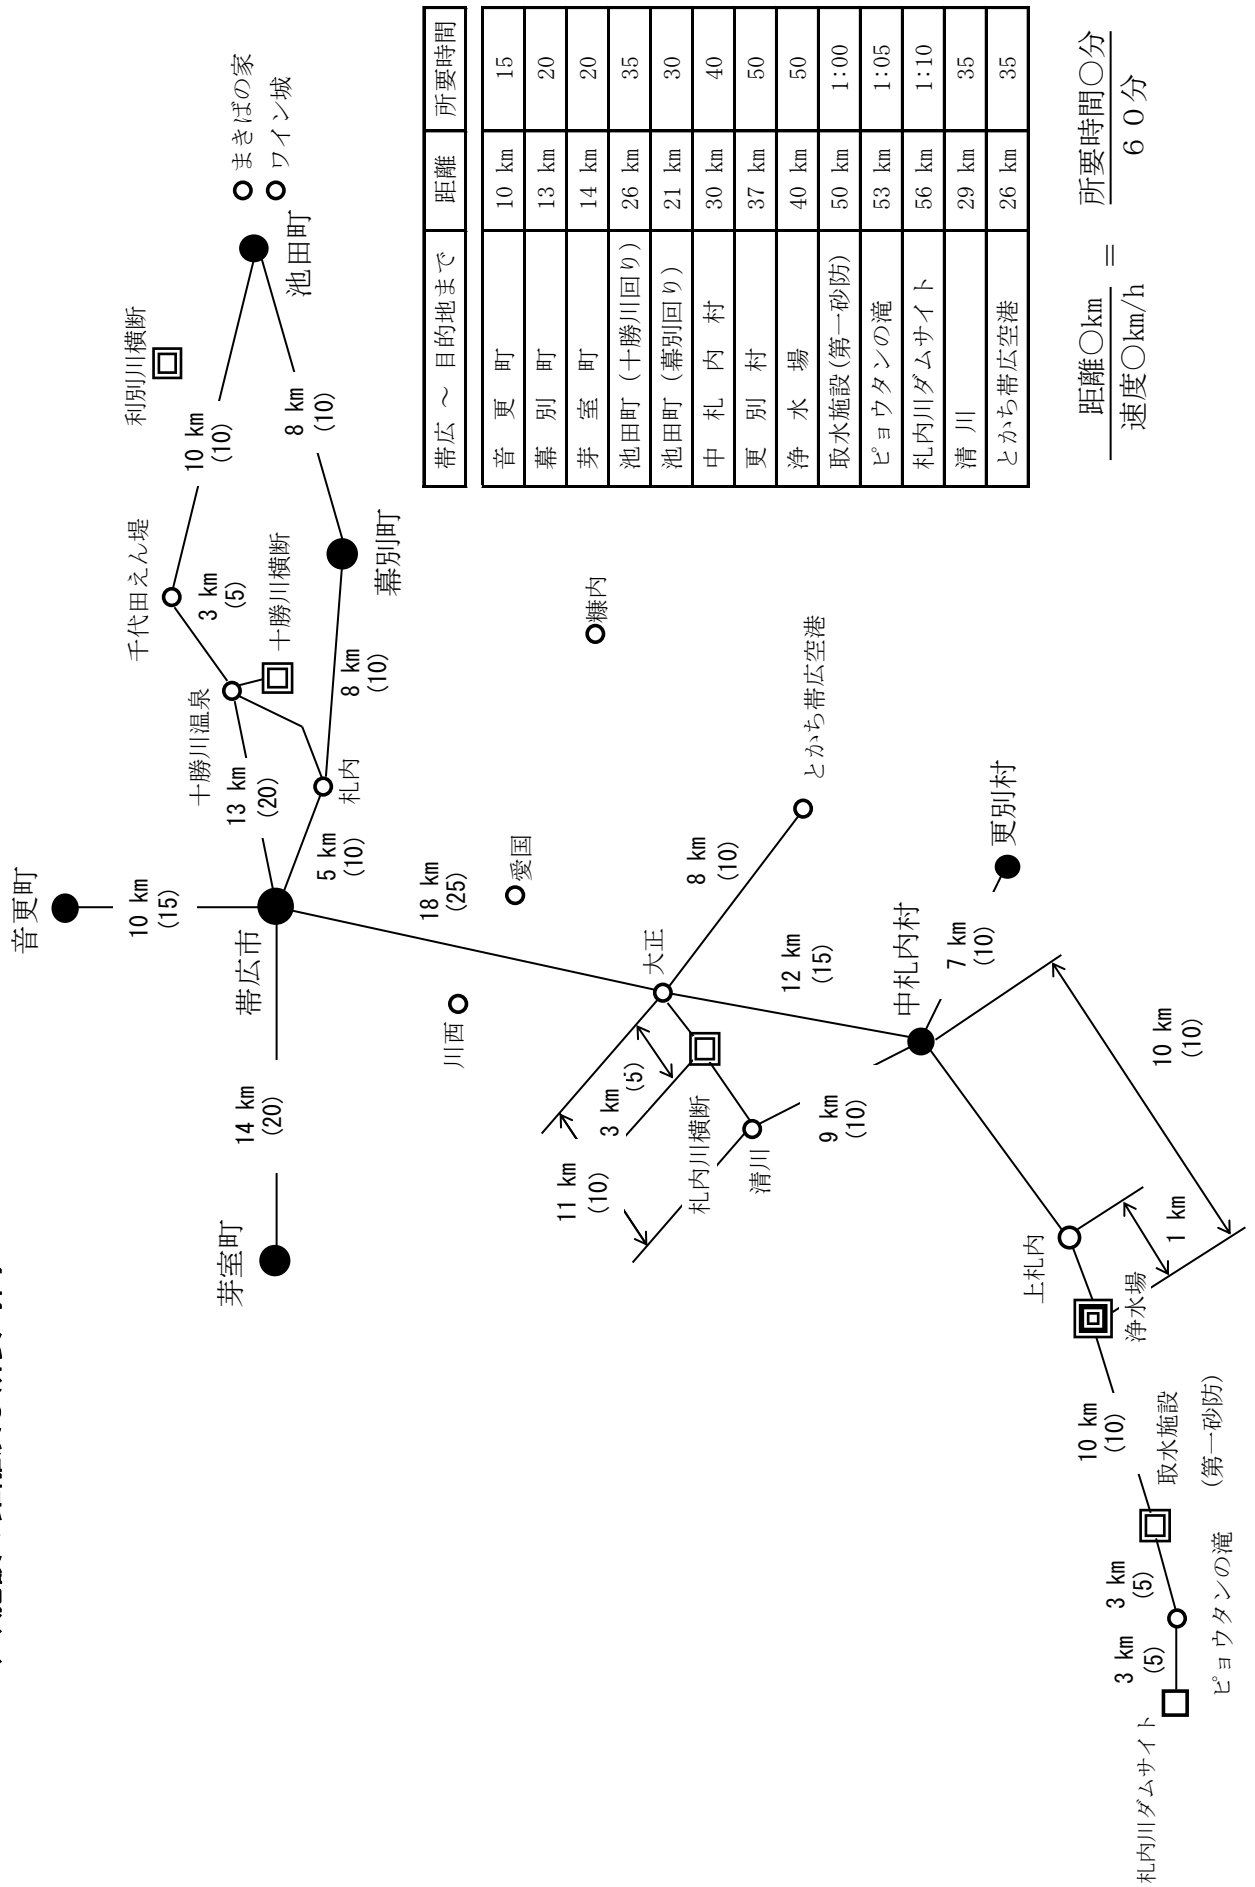 音更町
10 km
(15)
帯広市
14 km
(20)
芽室町
13 km
(20)
十勝川温泉
3 km
(5)
千代田えん堤
十勝川横断
10 km
(10)
利別川横断
池田町
まきばの家
ワイン城
8 km
(10)
幕別町
8 km
(10)
札内
5 km
(10)
18 km
(25)
愛国
川西
糠内
大正
8 km
(10)
とかち帯広空港
12 km
(15)
3 km
(5)
11 km
(10)
札内川横断
清川
9 km
(10)
中札内村
7 km
(10)
更別村
10 km
(10)
1 km
上札内
浄水場
10 km
(10)
取水施設
(第一砂防)
3 km
(5)
ピョウタンの滝
3 km
(5)
札内川ダムサイト
帯広 ～ 目的地まで 距離 所要時間
音更町 10 km 15
幕別町 13 km 20
芽室町 14 km 20
池田町(十勝川回り) 26 km 35
池田町(幕別回り) 21 km 30
中札内村 30 km 40
更別村 37 km 50
浄水場 40 km 50
取水施設(第一砂防) 50 km 1:00
ピョウタンの滝 53 km 1:05
札内川ダムサイト 56 km 1:10
清川 29 km 35
とかち帯広空港 26 km 35
距離〇km
速度〇km/h
＝
所要時間〇分
６０分